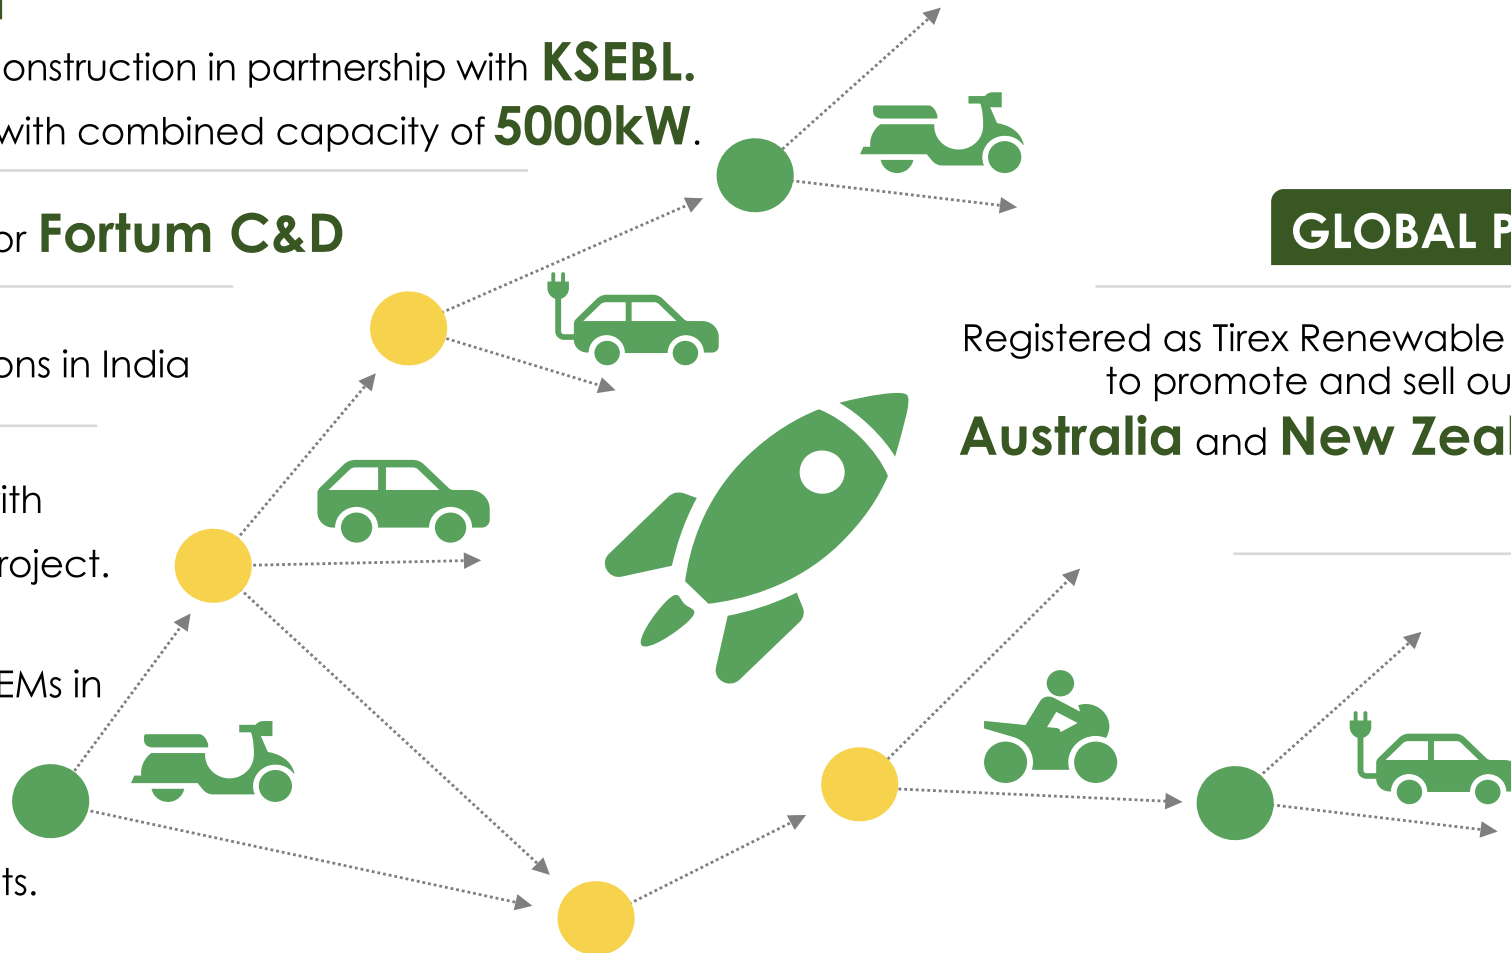 onstruction in partnership with KSEBL.
with combined capacity of 5000kW.
or Fortum C&D
ons in India
ith
roject.
EMs in
ts.
GLOBAL P
Registered as Tirex Renewable
to promote and sell ou
Australia and New Zeal